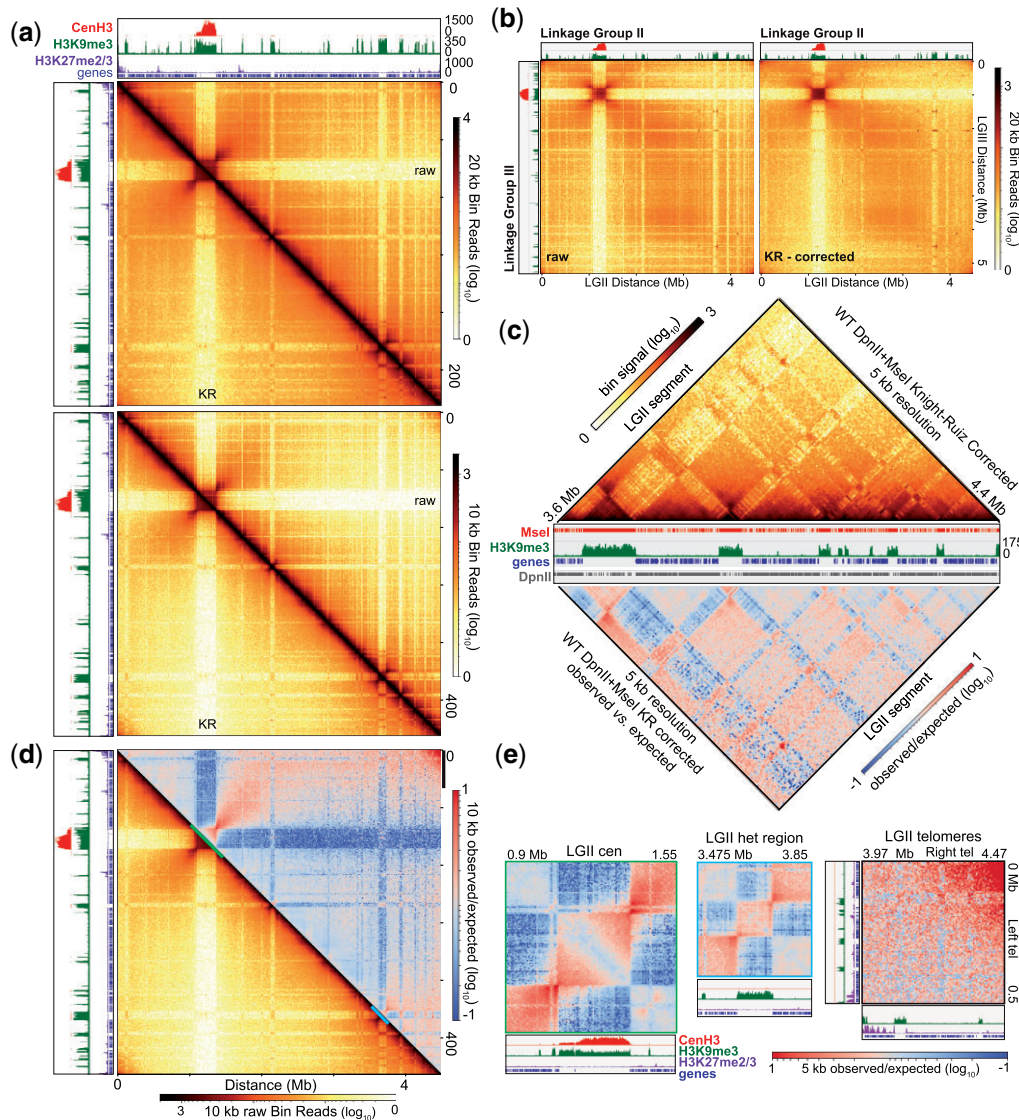 (a)
CenH3
H3K9me3
H3K27me2/3
genes
1500
0
350
0
1000
0
0
raw
KR
200
4
20 kb Bin Reads (log10)
0
0
raw
KR
400
3
10 kb Bin Reads (log10)
0
(b)
Linkage Group II
Linkage Group II
Linkage Group III
raw
KR - corrected
0
4
0
4
LGII Distance (Mb)
LGII Distance (Mb)
0
LGIII Distance (Mb)
5
3
20 kb Bin Reads (log10)
0
(c)
0
bin signal (log10)
3
LGII segment
WT DpnII+MseI Knight-Ruiz Corrected
5 kb resolution
3.6 Mb
4.4 Mb
MseI
H3K9me3
genes
DpnII
175
0
WT DpnII+MseI KR corrected
5 kb resolution
observed vs. expected
LGII segment
-1
observed/expected (log10)
1
(d)
0
400
1
10 kb observed/expected (log10)
-1
0
Distance (Mb)
4
3
10 kb raw Bin Reads (log10)
0
(e)
LGII cen
0.9 Mb
1.55
LGII het region
3.475 Mb
3.85
LGII telomeres
3.97
Mb
Right tel
4.47
0 Mb
Left tel
0.5
CenH3
H3K9me3
H3K27me2/3
genes
1
5 kb observed/expected (log10)
-1